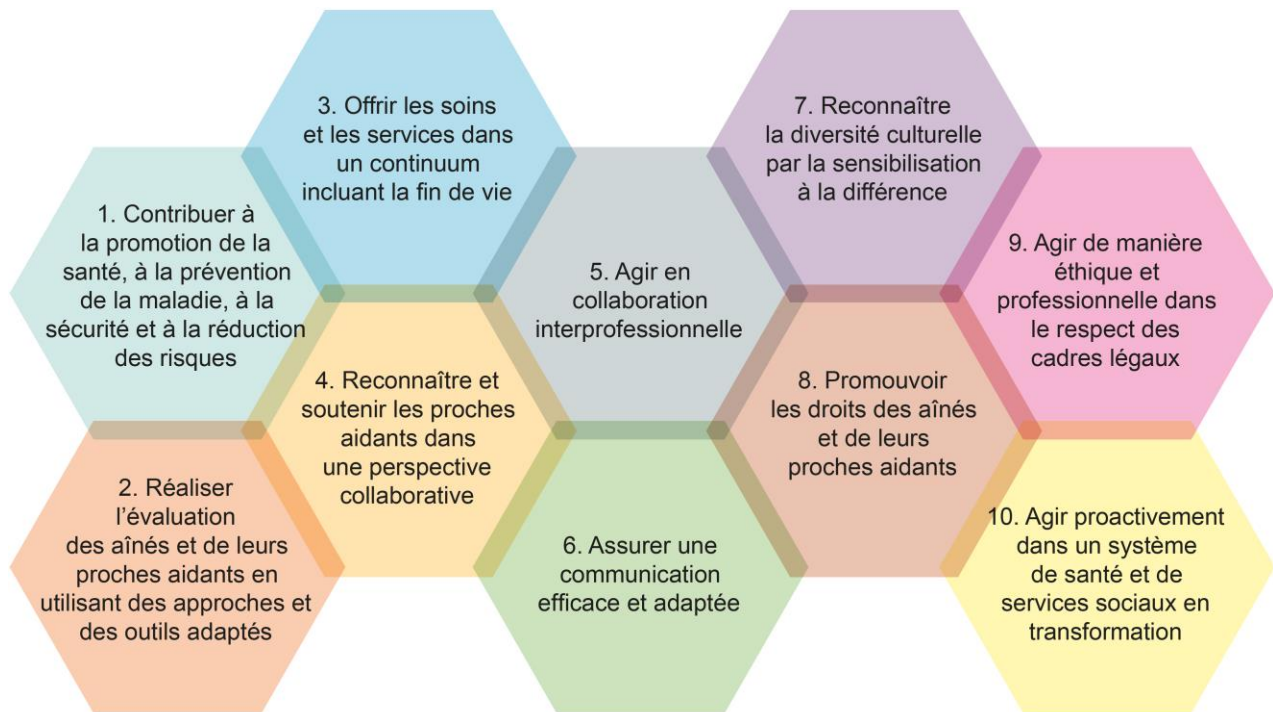 1. Contribuer à
la promotion de la
santé, à la prévention
de la maladie, à la
sécurité et à la réduction
des risques
2. Réaliser
l’évaluation
des aînés et de leurs
proches aidants en
utilisant des approches et
des outils adaptés
3. Offrir les soins
et les services dans
un continuum
incluant la fin de vie
4. Reconnaître et
soutenir les proches
aidants dans
une perspective
collaborative
5. Agir en
collaboration
interprofessionnelle
6. Assurer une
communication
efficace et adaptée
7. Reconnaître
la diversité culturelle
par la sensibilisation
à la différence
8. Promouvoir
les droits des aînés
et de leurs
proches aidants
9. Agir de manière
éthique et
professionnelle dans
le respect des
cadres légaux
10. Agir proactivement
dans un système
de santé et de
services sociaux en
transformation